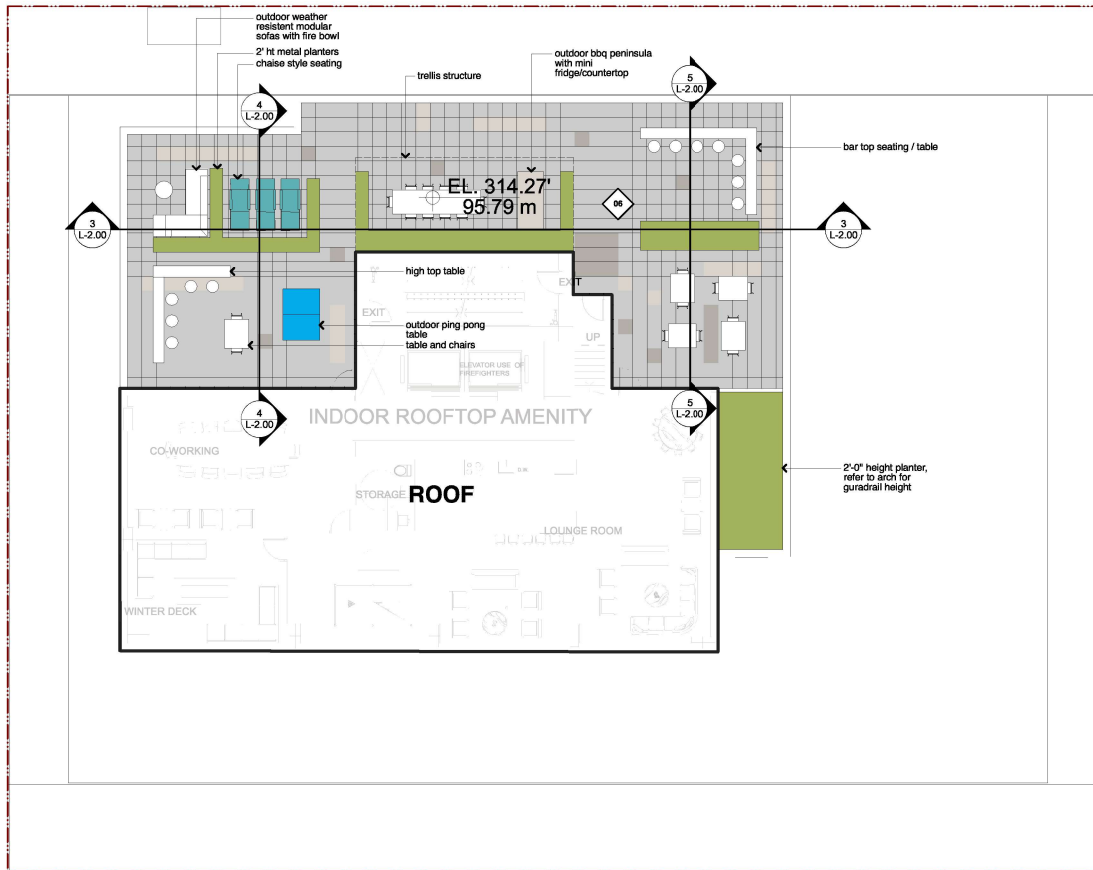 outdoor weather
resistent modular
sofas with fire bowl
2' ht metal planters
chaise style seating
trellis structure
outdoor bbq peninsula
with mini
fridge/countertop
4
L-2.00
5
L-2.00
bar top seating / table
EL. 314.27'
95.79 m
06
3
L-2.00
3
L-2.00
high top table
EXIT
EXIT
outdoor ping pong
table
table and chairs
UP
ELEVATOR USE OF
FIREFIGHTERS
4
L-2.00
5
L-2.00
INDOOR ROOFTOP AMENITY
CO-WORKING
2'-0" height planter,
refer to arch for
guradrail height
STORAGE
ROOF
LOUNGE ROOM
WINTER DECK